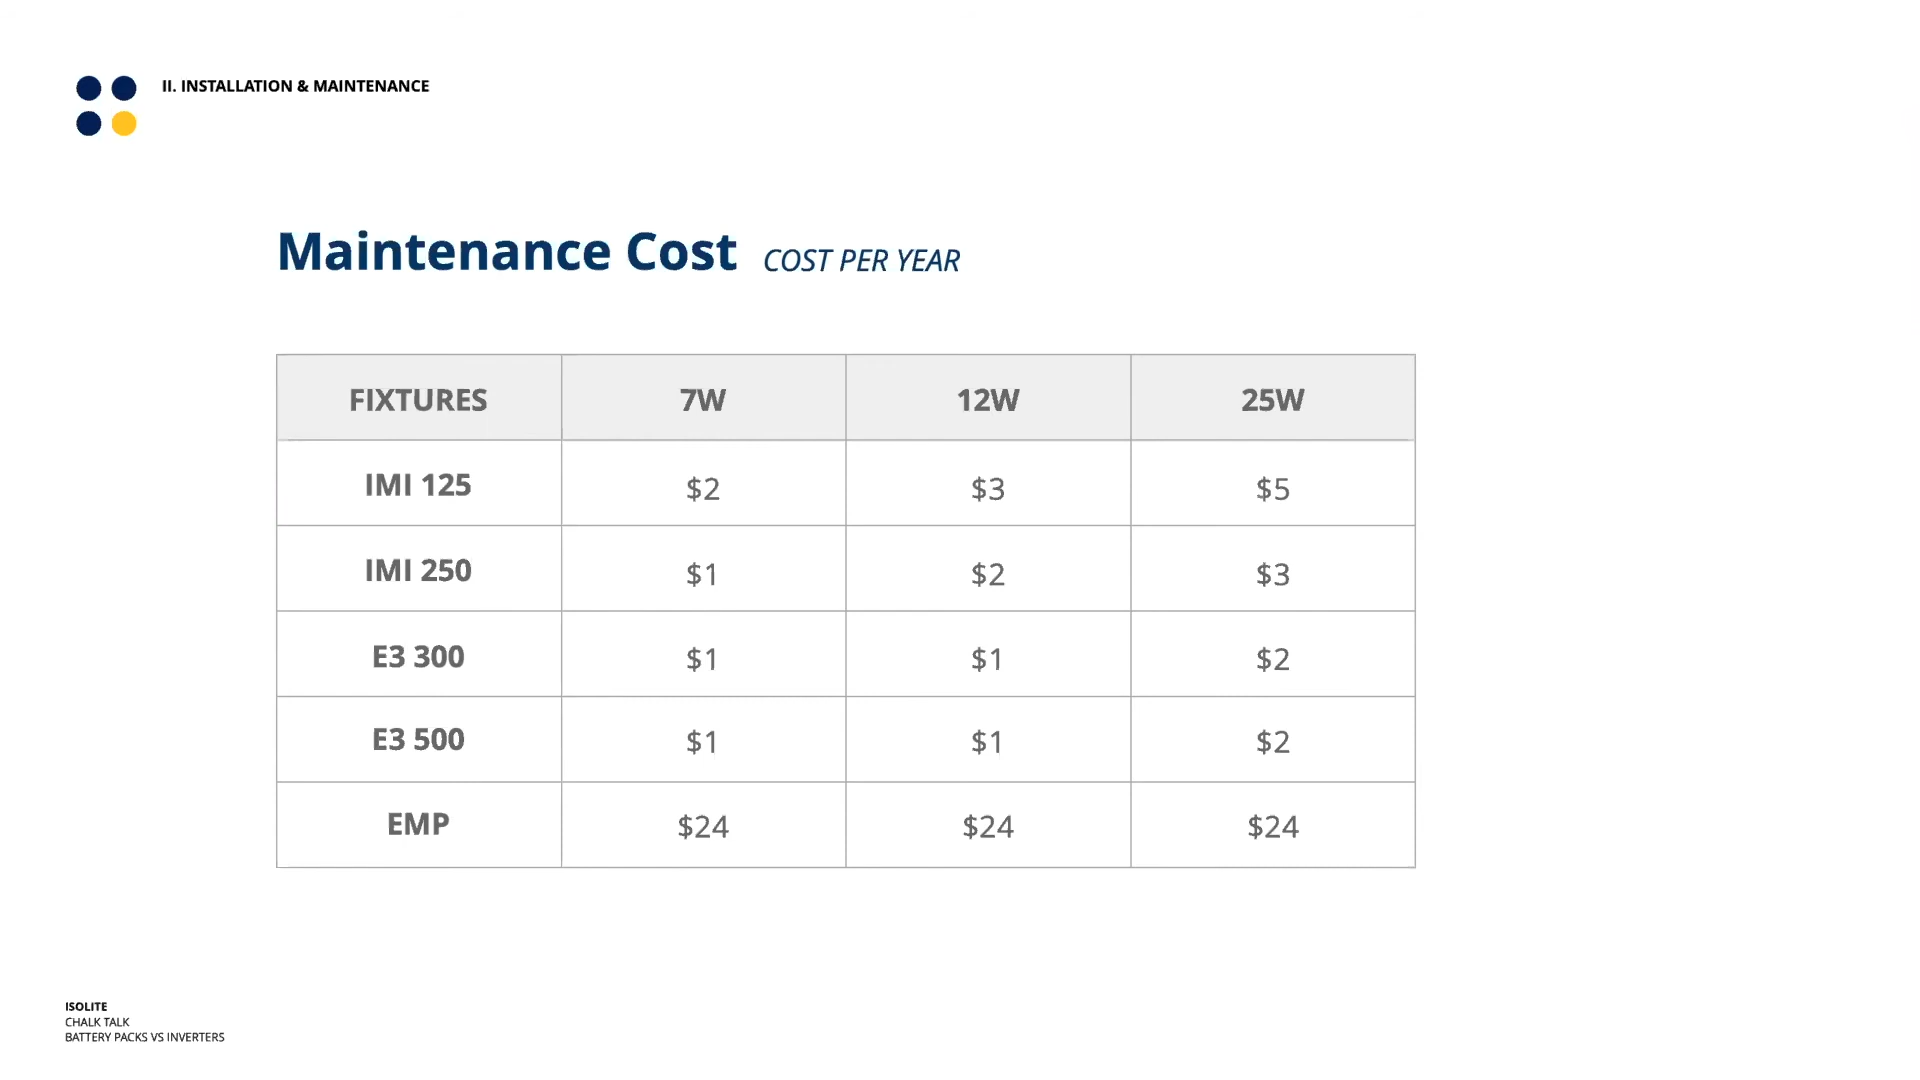 II. INSTALLATION & MAINTENANCE
Maintenance Cost COST PER YEAR
FIXTURES 7W 12W 25W
IMI 125 $2 $3 $5
IMI 250 $1 $2 $3
E3 300 $1 $1 $2
E3 500 $1 $1 $2
EMP $24 $24 $24
ISOLITE
CHALK TALK
BATTERY PACKS VS INVERTERS